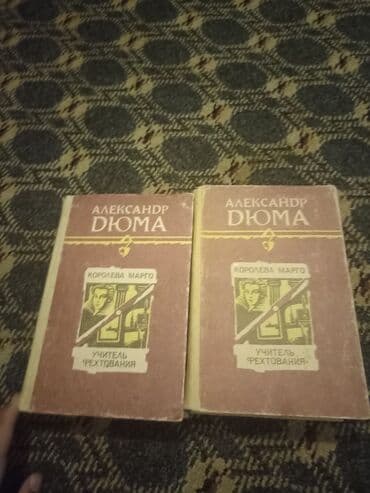 АЛЕКСАНДР
ДЮМА
КОРОЛЕВА МАРГО
УЧИТЕЛЬ
ФЕХТОВАНИЯ
АЛЕКСАНДР
ДЮМА
КОРОЛЕВА МАРГО
УЧИТЕЛЬ
ФЕХТОВАНИЯ